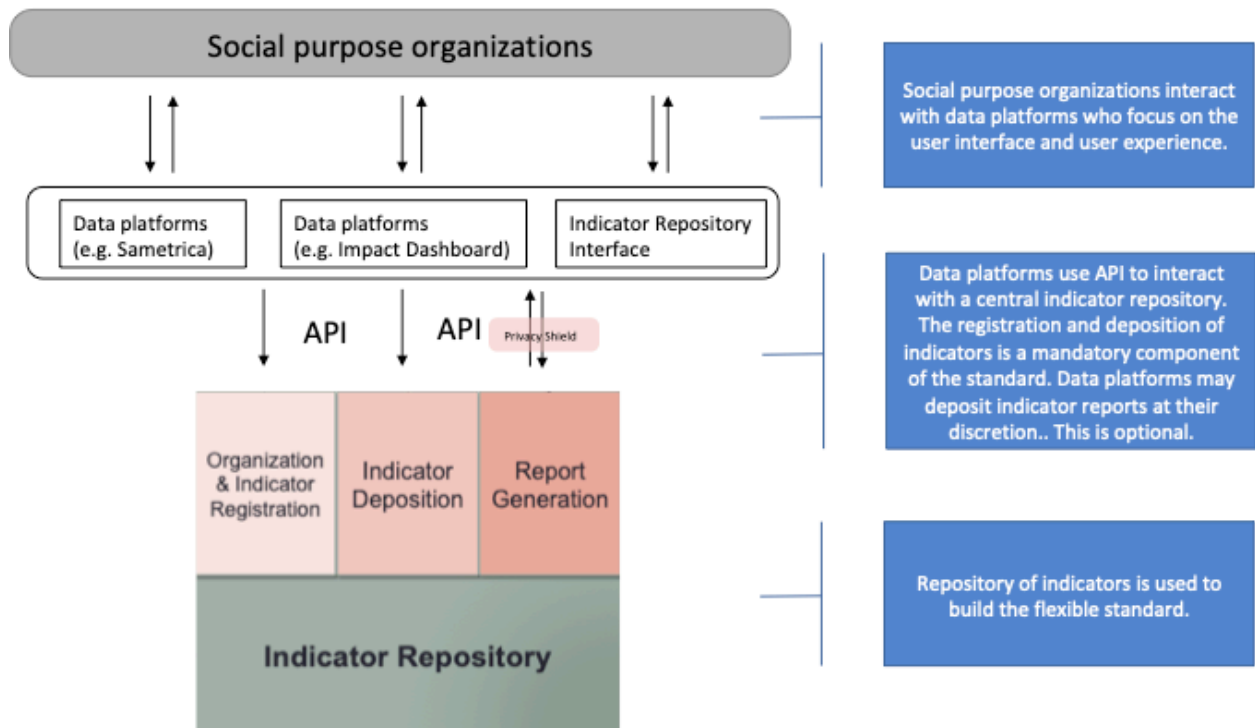 Social purpose organizations
Social purpose organizations interact
with data platforms who focus on the
user interface and user experience.
Data platforms
(e.g. Sametrica)
Data platforms
(e.g. Impact Dashboard)
Indicator Repository
Interface
API
API
Privacy Shield
Data platforms use API to interact
with a central indicator repository.
The registration and deposition of
indicators is a mandatory component
of the standard. Data platforms may
deposit indicator reports at their
discretion.. This is optional.
Organization
& Indicator
Registration
Indicator
Deposition
Report
Generation
Indicator Repository
Repository of indicators is used to
build the flexible standard.